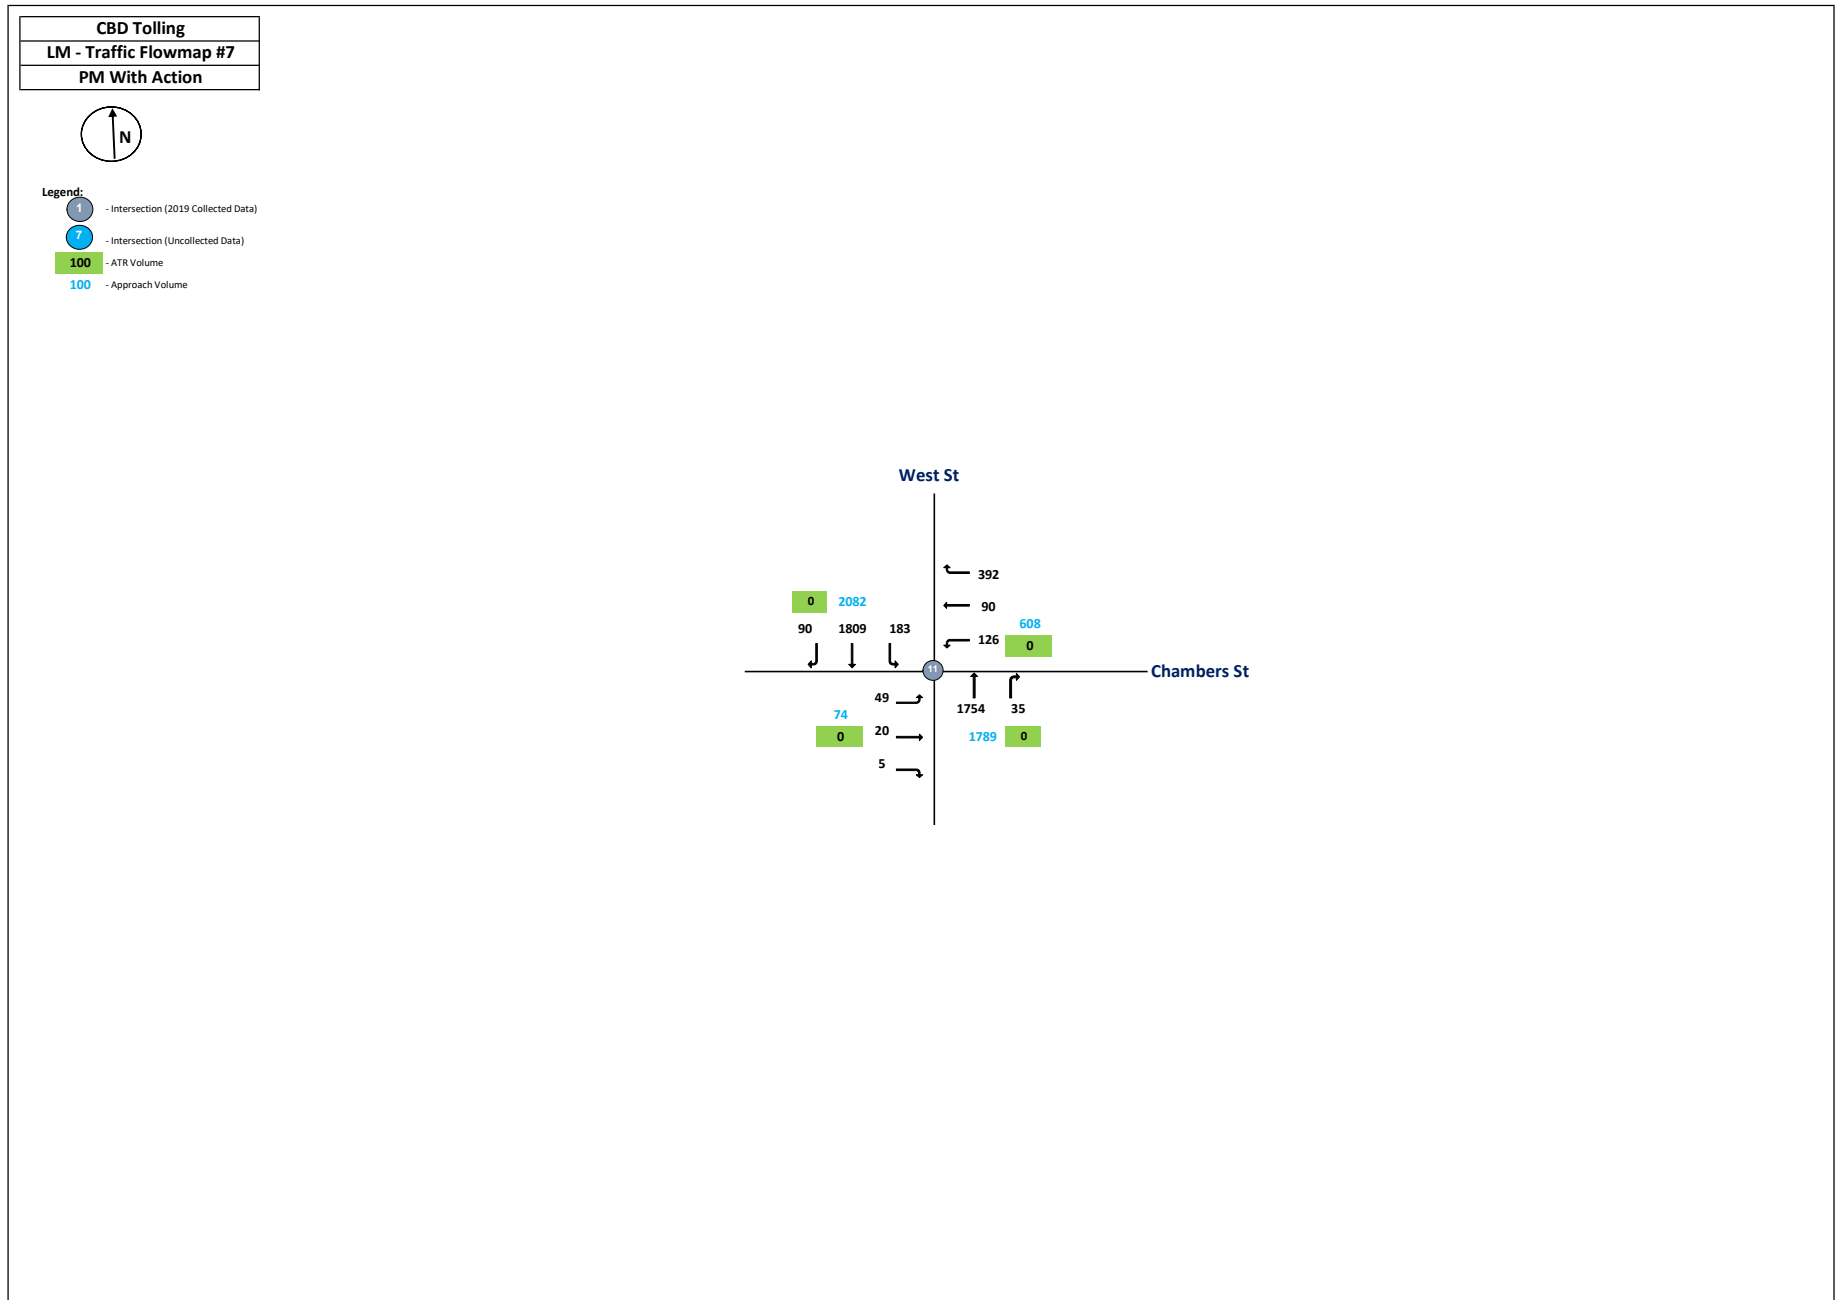 CBD Tolling
LM - Traffic Flowmap #7
PM With Action
N
Legend:
1 - Intersection (2019 Collected Data)
7 - Intersection (Uncollected Data)
100 - ATR Volume
100 - Approach Volume
West St
392
0 2082
90
90 1809 183
608
126
0
11
Chambers St
49
1754 35
74
20
0
1789 0
5